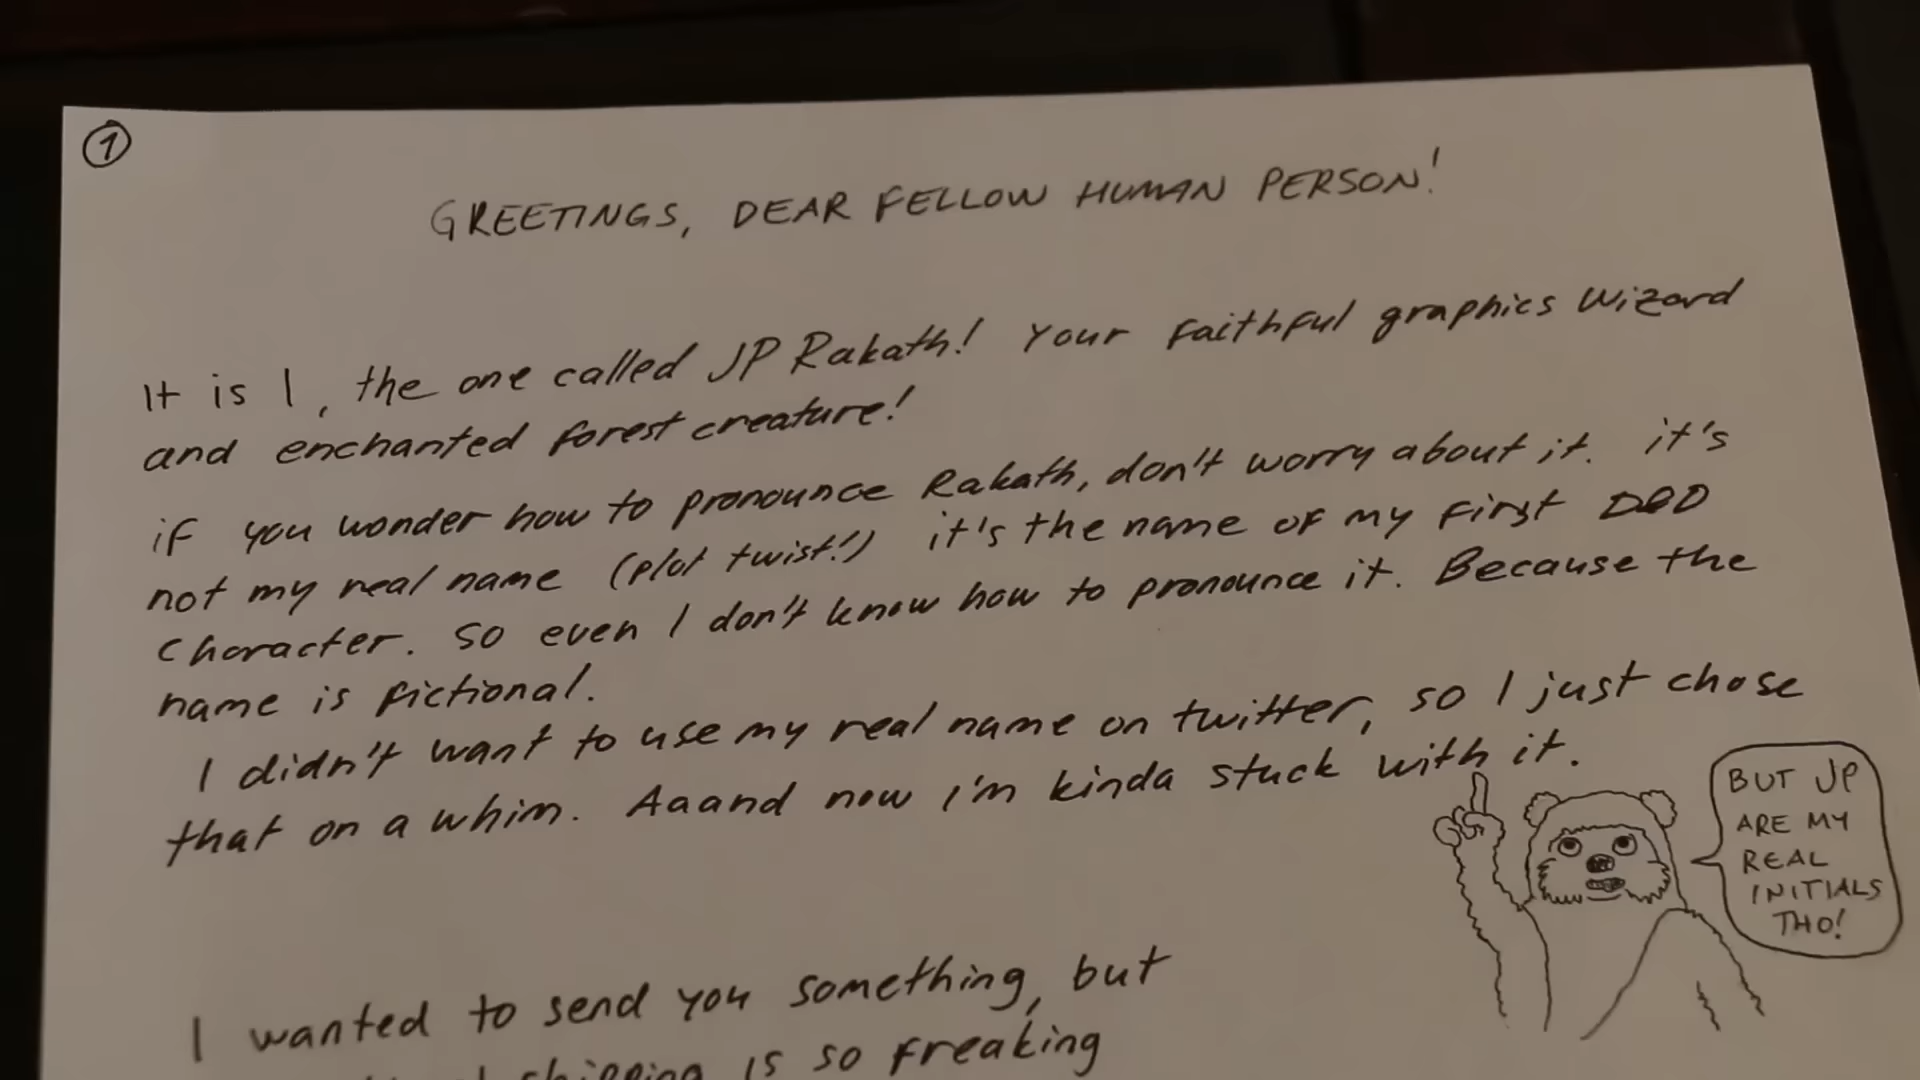 1
GREETINGS, DEAR FELLOW HUMAN PERSON!
It is I, the one called JP Rakath! Your faithful graphics Wizard
and enchanted forest creature!
if you wonder how to pronounce Rakath, don't worry about it. it's
not my real name (plot twist!) it's the name of my first D&D
character. So even I don't know how to pronounce it. Because the
name is fictional.
I didn't want to use my real name on twitter, so I just chose
that on a whim. Aaand now i'm kinda stuck with it.
BUT JP
ARE MY
REAL
INITIALS
THO!
I wanted to send you something, but
shipping is so freaking